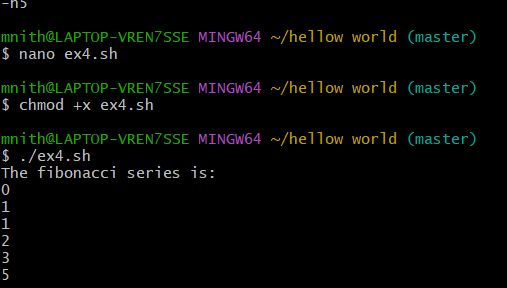 -n5
mnith@LAPTOP-VREN7SSE MINGW64 ~/hellow world (master)
$ nano ex4.sh
mnith@LAPTOP-VREN7SSE MINGW64 ~/hellow world (master)
$ chmod +x ex4.sh
mnith@LAPTOP-VREN7SSE MINGW64 ~/hellow world (master)
$ ./ex4.sh
The fibonacci series is:
0
1
1
2
3
5